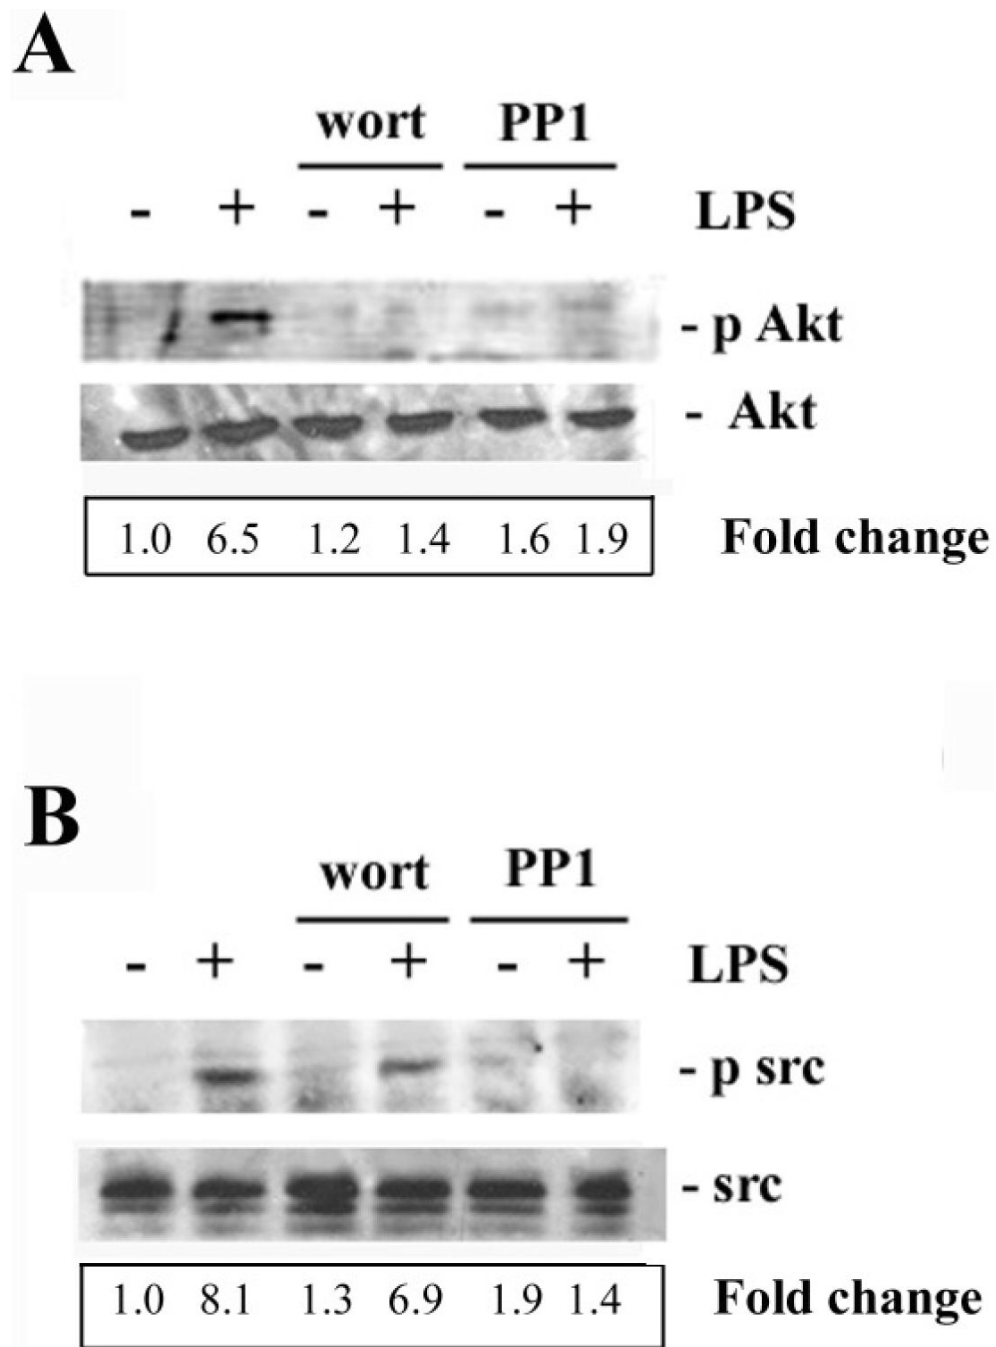 A
wort PP1
- + - + - + LPS
- p Akt
- Akt
1.0 6.5 1.2 1.4 1.6 1.9 Fold change
B
wort PP1
- + - + - + LPS
- p src
- src
1.0 8.1 1.3 6.9 1.9 1.4 Fold change